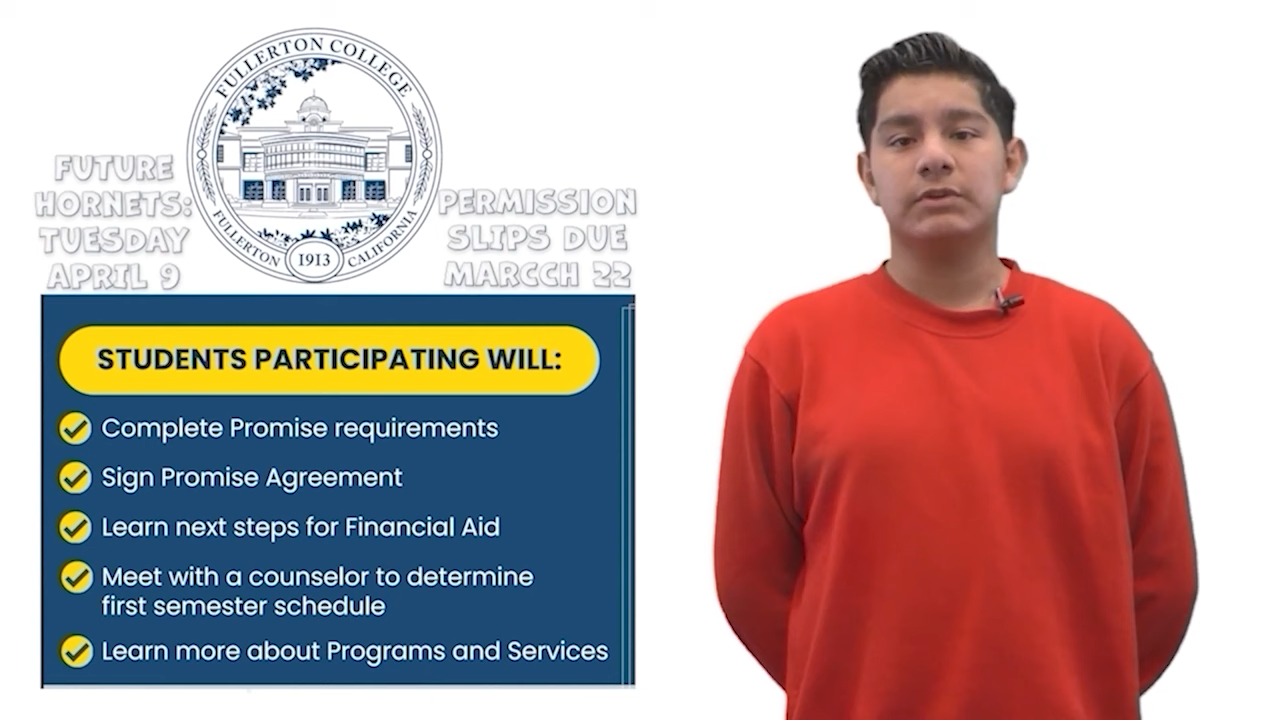 FULLERTON COLLEGE
FULLERTON CALIFORNIA
1913
FUTURE
HORNETS:
TUESDAY
APRIL 9
PERMISSION
SLIPS DUE
MARCCH 22
STUDENTS PARTICIPATING WILL:
Complete Promise requirements
Sign Promise Agreement
Learn next steps for Financial Aid
Meet with a counselor to determine
first semester schedule
Learn more about Programs and Services